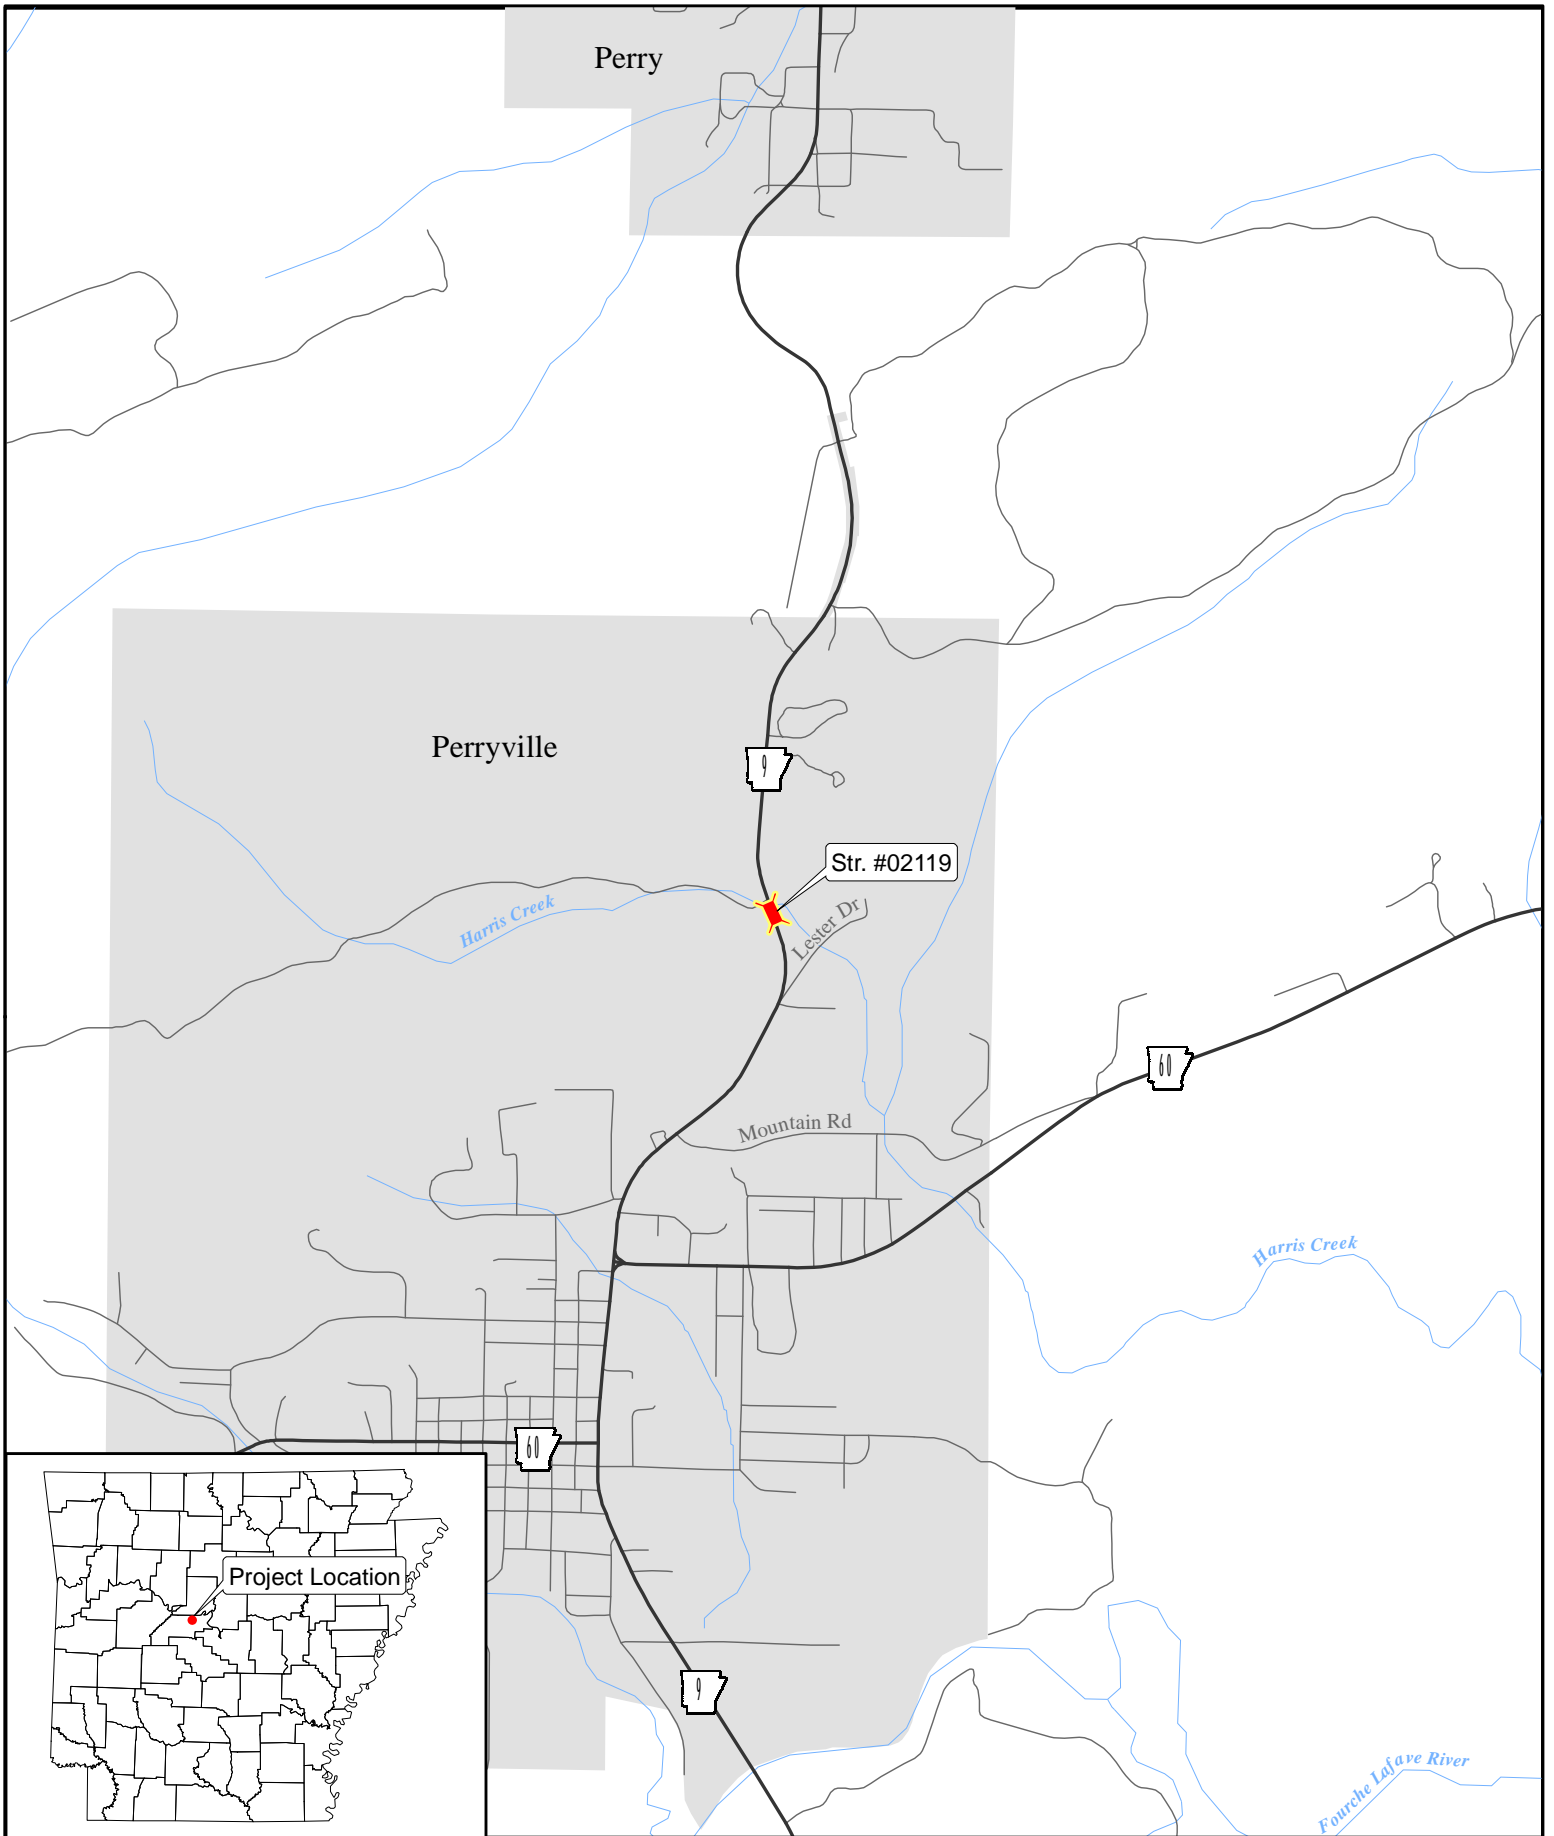 Perry
Perryville
9
Str. #02119
Harris Creek
Lester Dr
60
Mountain Rd
Harris Creek
60
Project Location
9
Fourche Lafave River